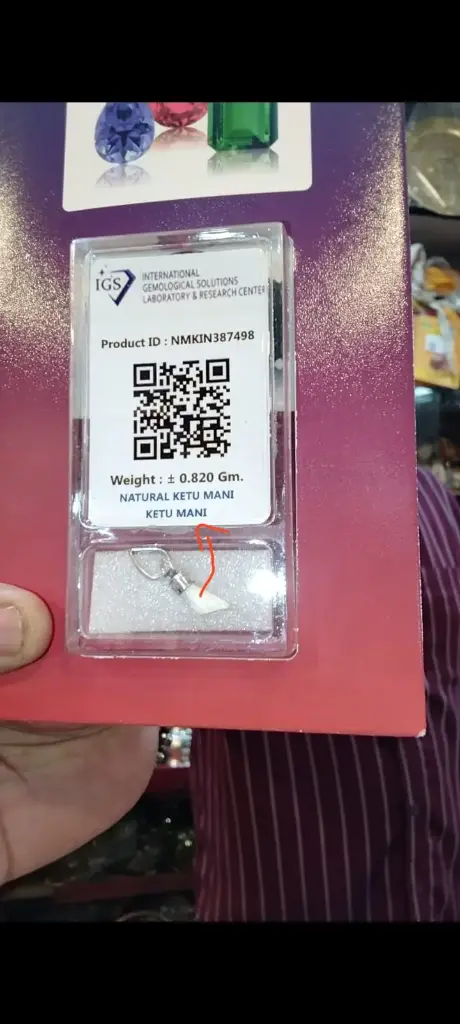 IGS
INTERNATIONAL
GEMOLOGICAL SOLUTIONS
LABORATORY & RESEARCH CENTER
Product ID : NMKIN387498
Weight : ± 0.820 Gm.
NATURAL KETU MANI
KETU MANI